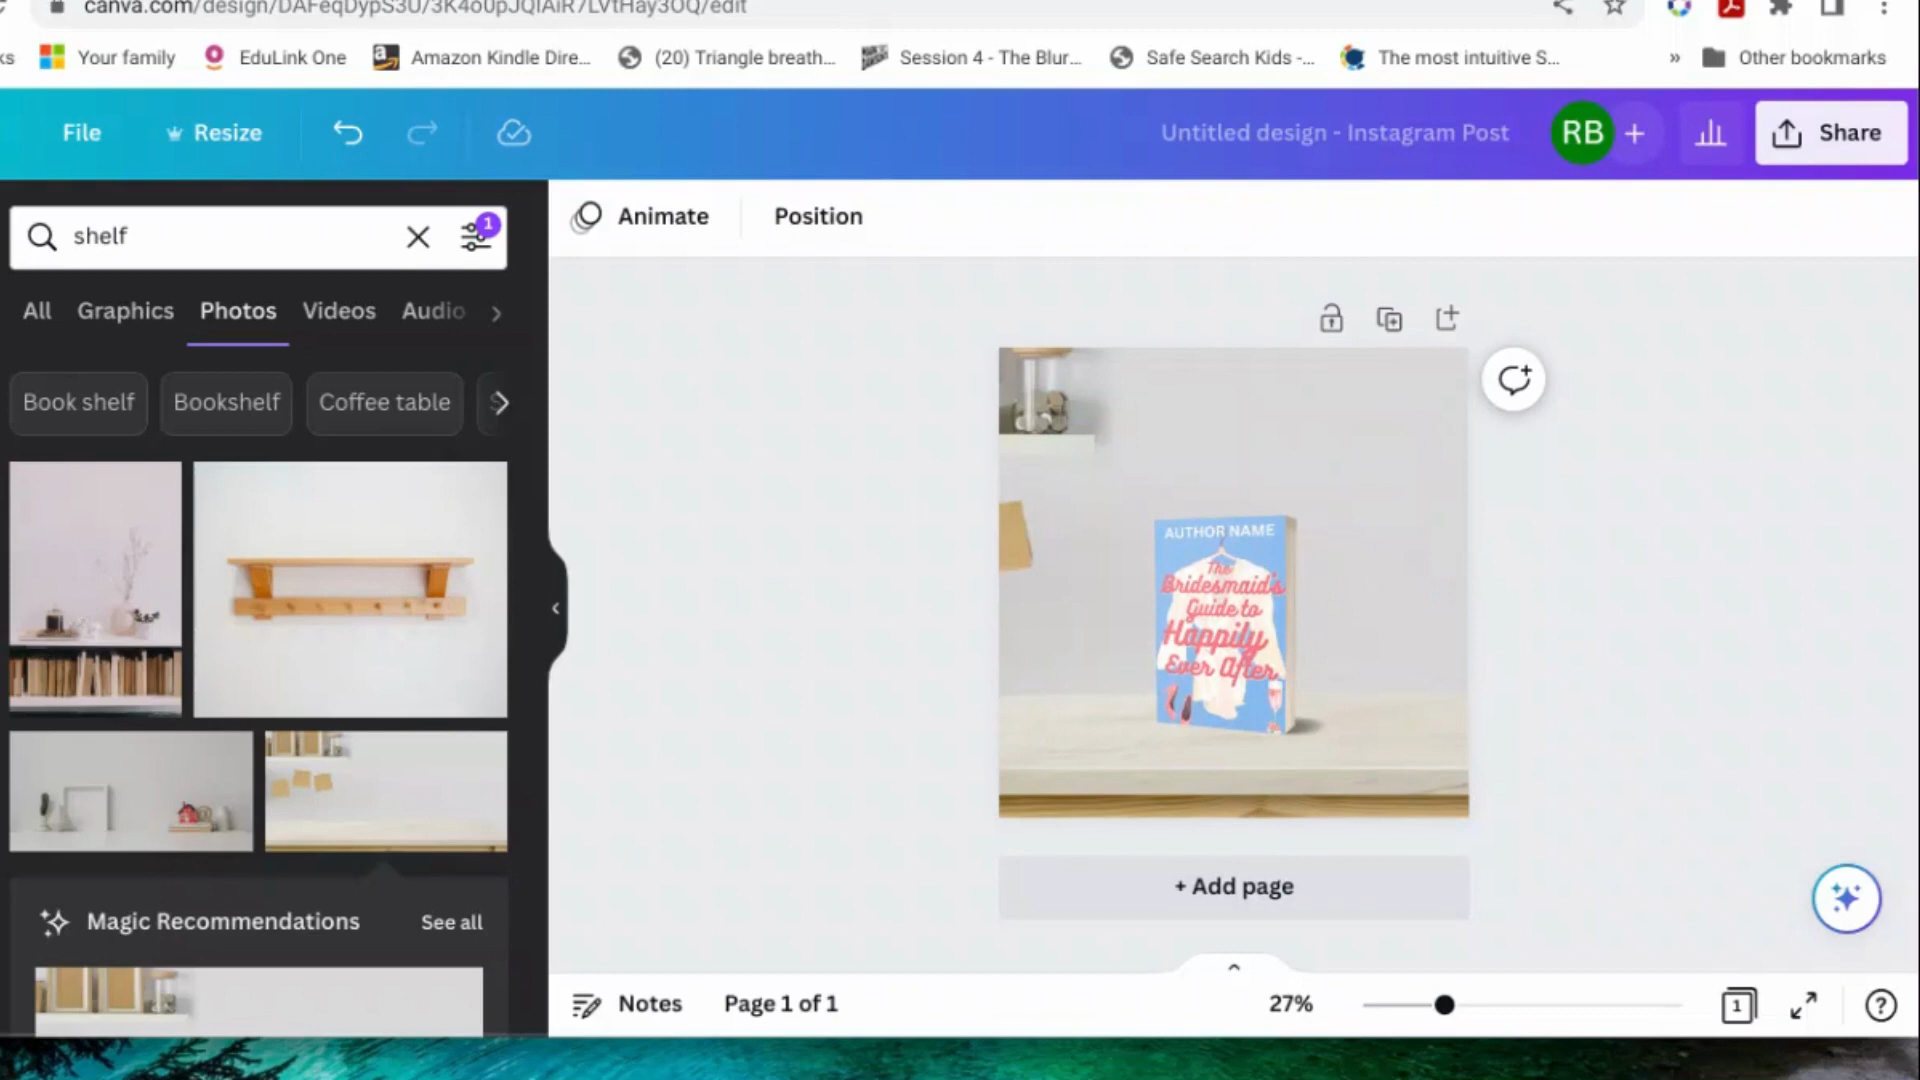 canva.com/design/DAFeqDypS3U/3K4o0pJQIAiR7LVtHay3OQ/edit
ks Your family EduLink One Amazon Kindle Dire... (20) Triangle breath... Session 4 - The Blur... Safe Search Kids -... The most intuitive S... » Other bookmarks
File Resize Untitled design - Instagram Post RB + Share
shelf 1
Animate Position
All Graphics Photos Videos Audio
Book shelf Bookshelf Coffee table
AUTHOR NAME
The
Bridesmaid's
Guide to
Happily
Ever After
+ Add page
Magic Recommendations See all
Notes Page 1 of 1 27% 1 ?